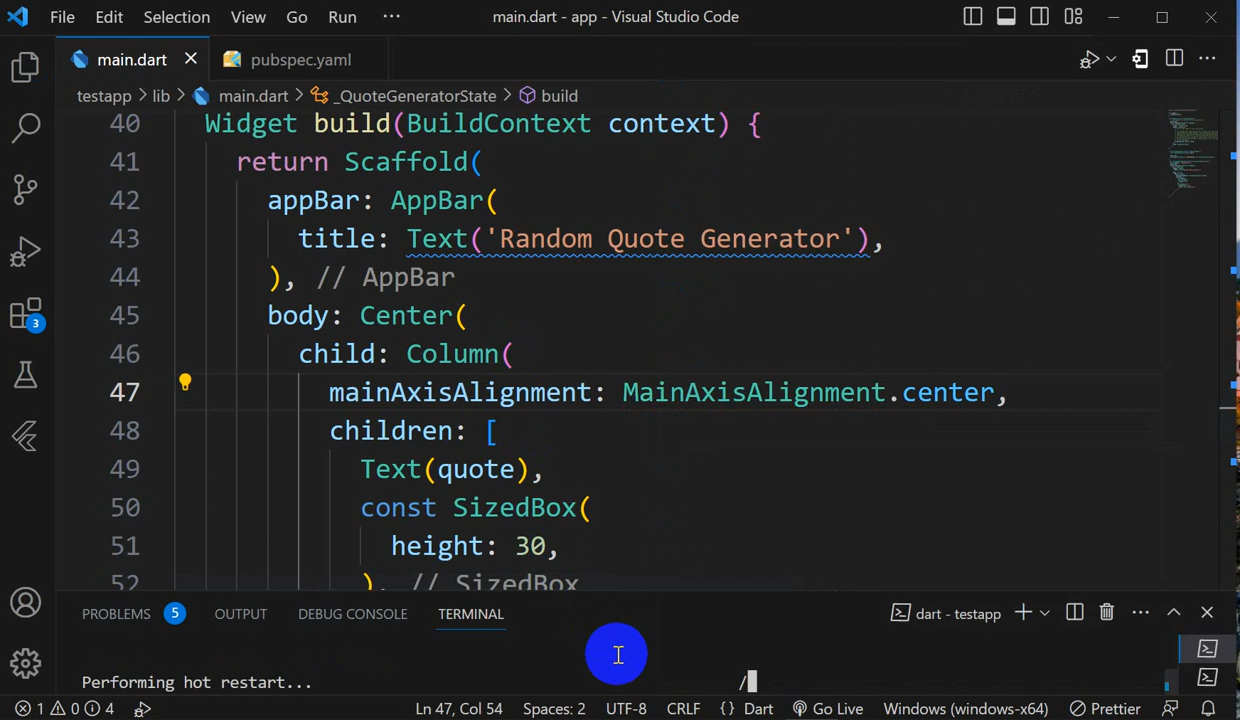 File Edit Selection View Go Run ··· main.dart - app - Visual Studio Code
main.dart pubspec.yaml
testapp > lib > main.dart > _QuoteGeneratorState > build
40 Widget build(BuildContext context) {
41 return Scaffold(
42 appBar: AppBar(
43 title: Text('Random Quote Generator'),
44 ), // AppBar
45 body: Center(
46 child: Column(
47 mainAxisAlignment: MainAxisAlignment.center,
48 children: [
49 Text(quote),
50 const SizedBox(
51 height: 30,
52 ), // SizedBox
3
PROBLEMS 5 OUTPUT DEBUG CONSOLE TERMINAL dart - testapp
Performing hot restart... /
1 0 4 Ln 47, Col 54 Spaces: 2 UTF-8 CRLF { } Dart Go Live Windows (windows-x64) Prettier